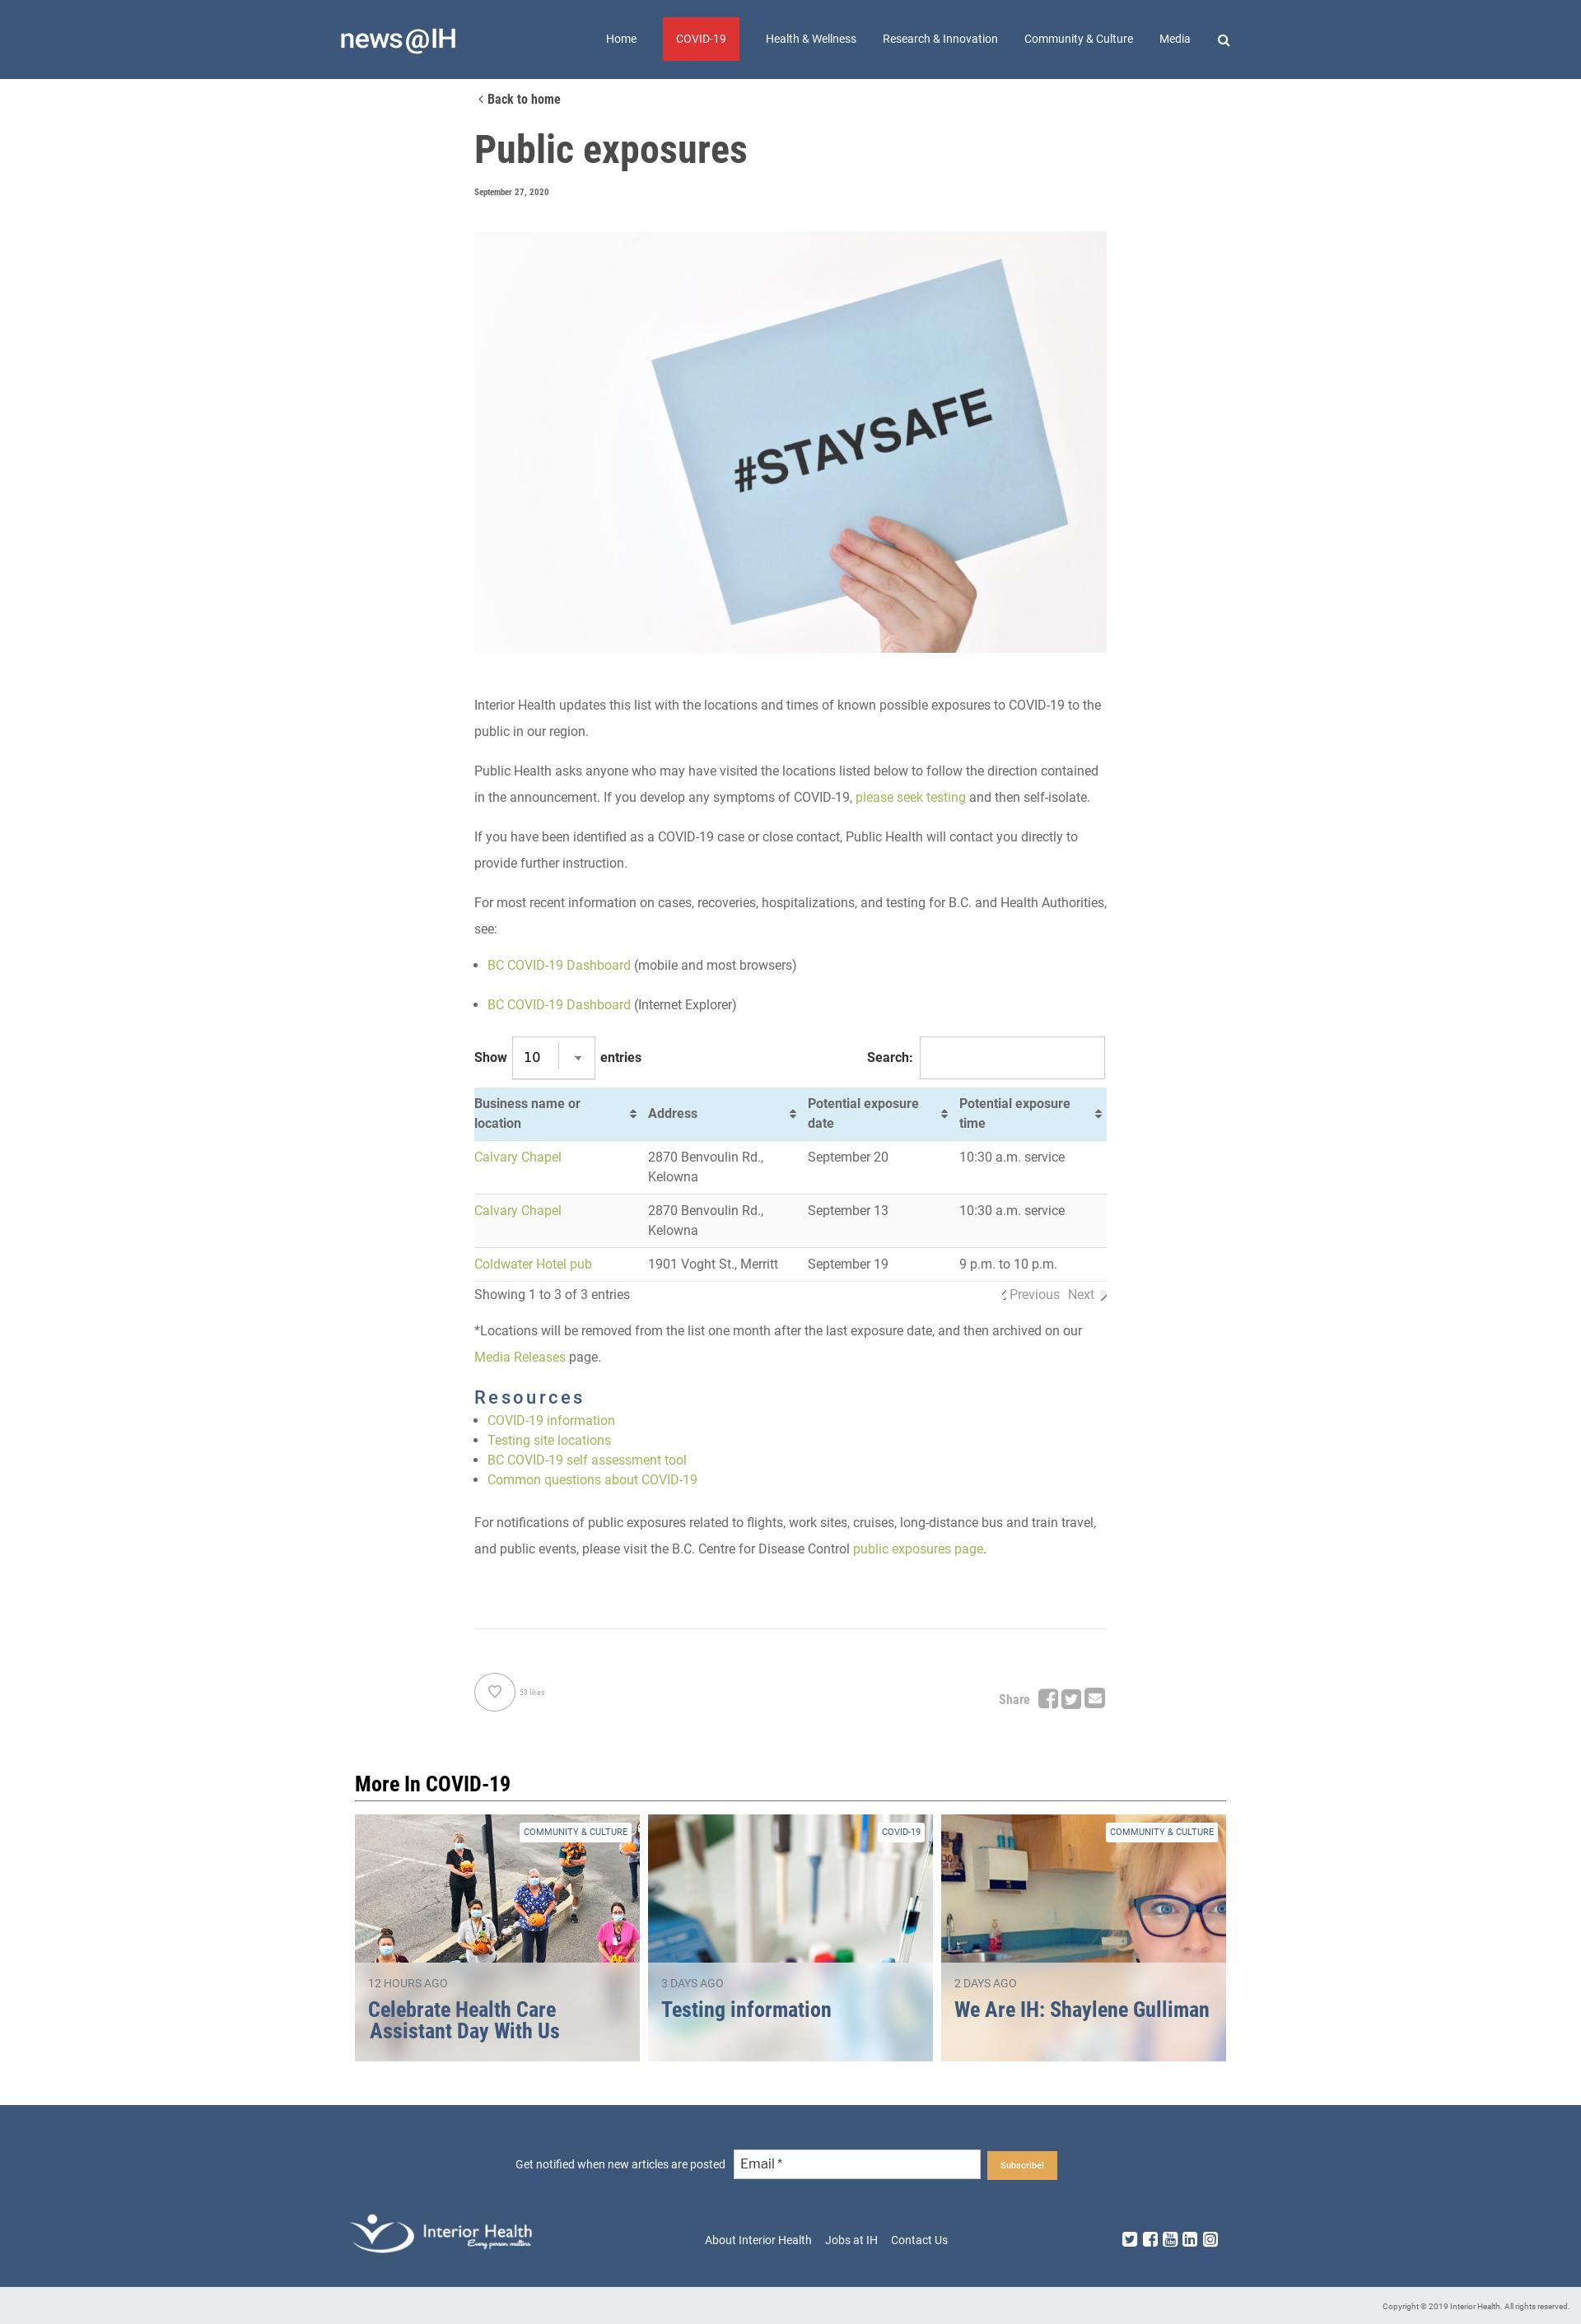 news@IH
Home
COVID-19
Health & Wellness
Research & Innovation
Community & Culture
Media
Back to home
Public exposures
September 27, 2020
#STAYSAFE
Interior Health updates this list with the locations and times of known possible exposures to COVID-19 to the
public in our region.
Public Health asks anyone who may have visited the locations listed below to follow the direction contained
in the announcement. If you develop any symptoms of COVID-19, please seek testing and then self-isolate.
If you have been identified as a COVID-19 case or close contact, Public Health will contact you directly to
provide further instruction.
For most recent information on cases, recoveries, hospitalizations, and testing for B.C. and Health Authorities,
see:
• BC COVID-19 Dashboard (mobile and most browsers)
• BC COVID-19 Dashboard (Internet Explorer)
Show 10 entries Search:
Business name or location Address Potential exposure date Potential exposure time
Calvary Chapel 2870 Benvoulin Rd., Kelowna September 20 10:30 a.m. service
Calvary Chapel 2870 Benvoulin Rd., Kelowna September 13 10:30 a.m. service
Coldwater Hotel pub 1901 Voght St., Merritt September 19 9 p.m. to 10 p.m.
Showing 1 to 3 of 3 entries Previous Next
*Locations will be removed from the list one month after the last exposure date, and then archived on our
Media Releases page.
Resources
• COVID-19 information
• Testing site locations
• BC COVID-19 self assessment tool
• Common questions about COVID-19
For notifications of public exposures related to flights, work sites, cruises, long-distance bus and train travel,
and public events, please visit the B.C. Centre for Disease Control public exposures page.
53 likes
Share
More In COVID-19
COMMUNITY & CULTURE
12 HOURS AGO
Celebrate Health Care
Assistant Day With Us
COVID-19
3 DAYS AGO
Testing information
COMMUNITY & CULTURE
2 DAYS AGO
We Are IH: Shaylene Gulliman
Get notified when new articles are posted Email * Subscribe!
Interior Health
Every person matters
About Interior Health Jobs at IH Contact Us
You Tube
Copyright © 2019 Interior Health. All rights reserved.